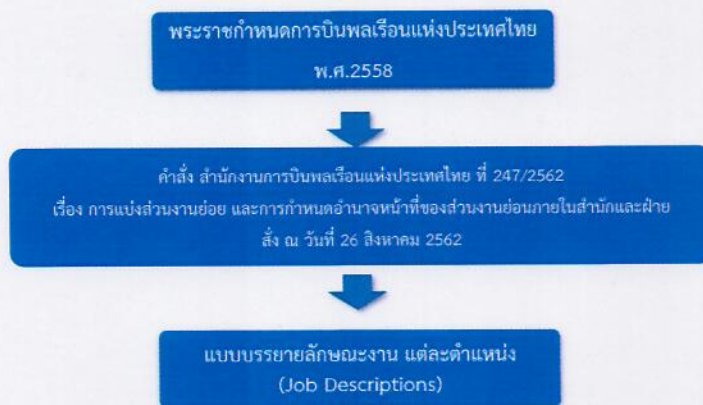 พระราชกำหนดการบินพลเรือนแห่งประเทศไทย
พ.ศ.2558
คำสั่ง สำนักงานการบินพลเรือนแห่งประเทศไทย ที่ 247/2562
เรื่อง การแบ่งส่วนงานย่อย และการกำหนดอำนาจหน้าที่ของส่วนงานย่อนภายในสำนักและฝ่าย
สั่ง ณ วันที่ 26 สิงหาคม 2562
แบบบรรยายลักษณะงาน แต่ละตำแหน่ง
(Job Descriptions)